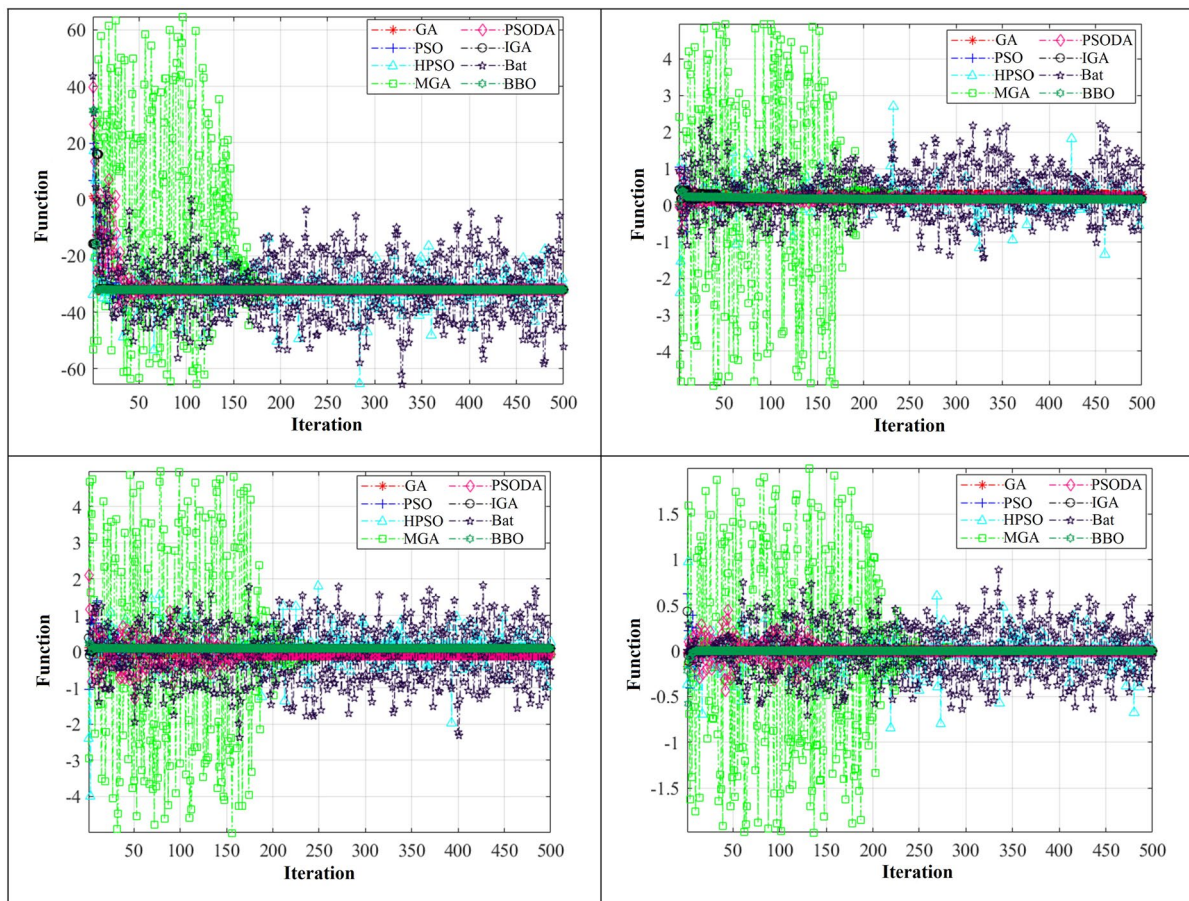 60
40
20
0
-20
-40
-60
Function
GA PSODA
PSO IGA
HPSO Bat
MGA BBO
50 100 150 200 250 300 350 400 450 500
Iteration
4
3
2
1
0
-1
-2
-3
-4
Function
GA PSODA
PSO IGA
HPSO Bat
MGA BBO
50 100 150 200 250 300 350 400 450 500
Iteration
4
3
2
1
0
-1
-2
-3
-4
Function
GA PSODA
PSO IGA
HPSO Bat
MGA BBO
50 100 150 200 250 300 350 400 450 500
Iteration
1.5
1
0.5
0
-0.5
-1
-1.5
Function
GA PSODA
PSO IGA
HPSO Bat
MGA BBO
50 100 150 200 250 300 350 400 450 500
Iteration